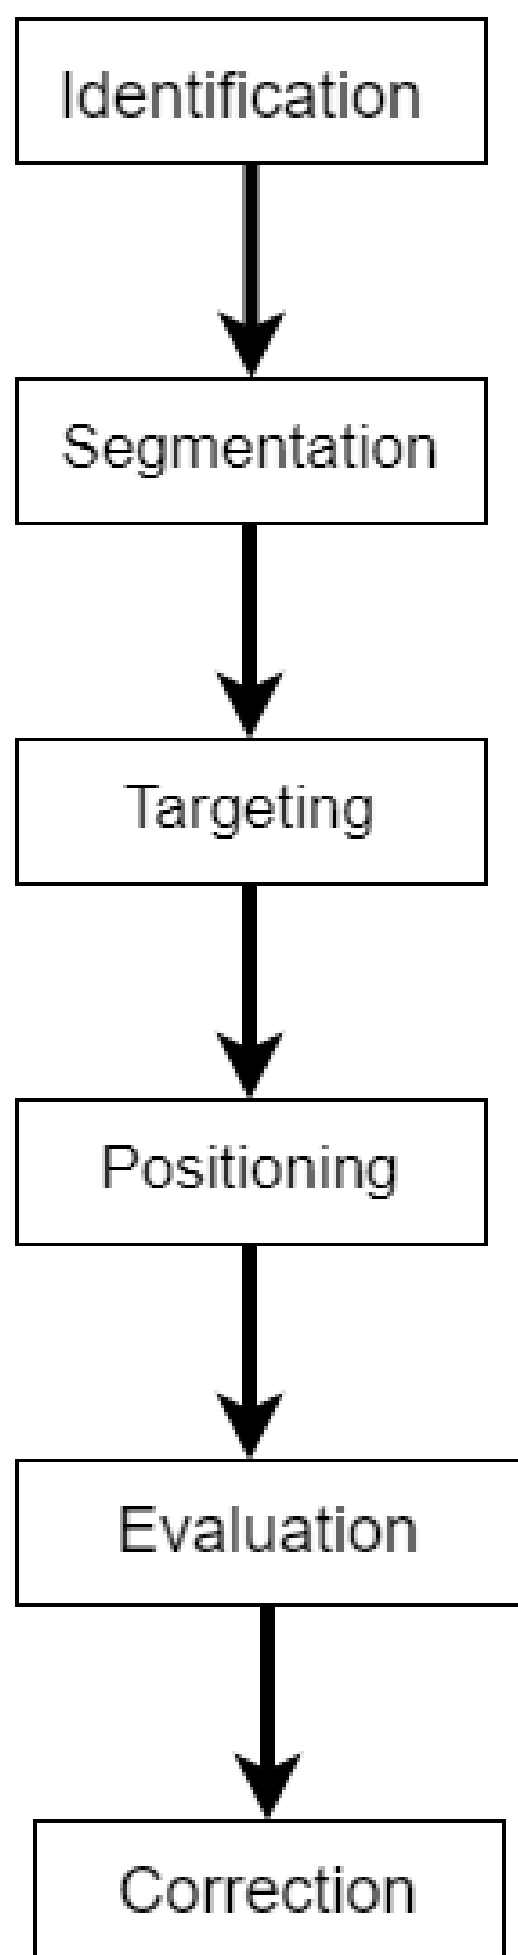 Identification
Segmentation
Targeting
Positioning
Evaluation
Correction